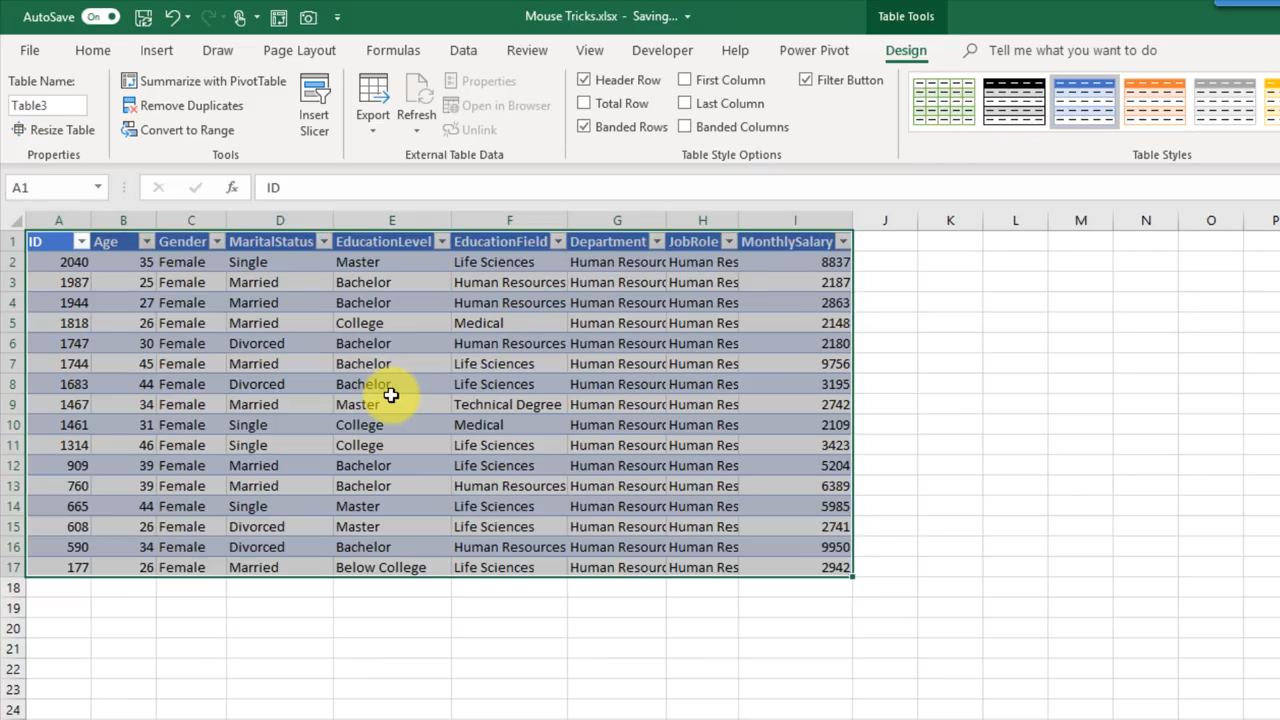 AutoSave On Mouse Tricks.xlsx - Saving... Table Tools
File Home Insert Draw Page Layout Formulas Data Review View Developer Help Power Pivot Design Tell me what you want to do
Table Name: Summarize with PivotTable Properties Header Row First Column Filter Button
Table3 Remove Duplicates Insert Slicer Export Refresh Open in Browser Total Row Last Column
Resize Table Convert to Range Unlink Banded Rows Banded Columns
Properties Tools External Table Data Table Style Options Table Styles
A1 fx ID
A B C D E F G H I J K L M N O P
1 ID Age Gender MaritalStatus EducationLevel EducationField Department JobRole MonthlySalary
2 2040 35 Female Single Master Life Sciences Human Resourc Human Res 8837
3 1987 25 Female Married Bachelor Human Resources Human Resourc Human Res 2187
4 1944 27 Female Married Bachelor Human Resources Human Resourc Human Res 2863
5 1818 26 Female Married College Medical Human Resourc Human Res 2148
6 1747 30 Female Divorced Bachelor Human Resources Human Resourc Human Res 2180
7 1744 45 Female Married Bachelor Life Sciences Human Resourc Human Res 9756
8 1683 44 Female Divorced Bachelor Life Sciences Human Resourc Human Res 3195
9 1467 34 Female Married Master Technical Degree Human Resourc Human Res 2742
10 1461 31 Female Single College Medical Human Resourc Human Res 2109
11 1314 46 Female Single College Life Sciences Human Resourc Human Res 3423
12 909 39 Female Married Bachelor Life Sciences Human Resourc Human Res 5204
13 760 39 Female Married Bachelor Human Resources Human Resourc Human Res 6389
14 665 44 Female Single Master Life Sciences Human Resourc Human Res 5985
15 608 26 Female Divorced Master Life Sciences Human Resourc Human Res 2741
16 590 34 Female Divorced Bachelor Human Resources Human Resourc Human Res 9950
17 177 26 Female Married Below College Life Sciences Human Resourc Human Res 2942
18
19
20
21
22
23
24